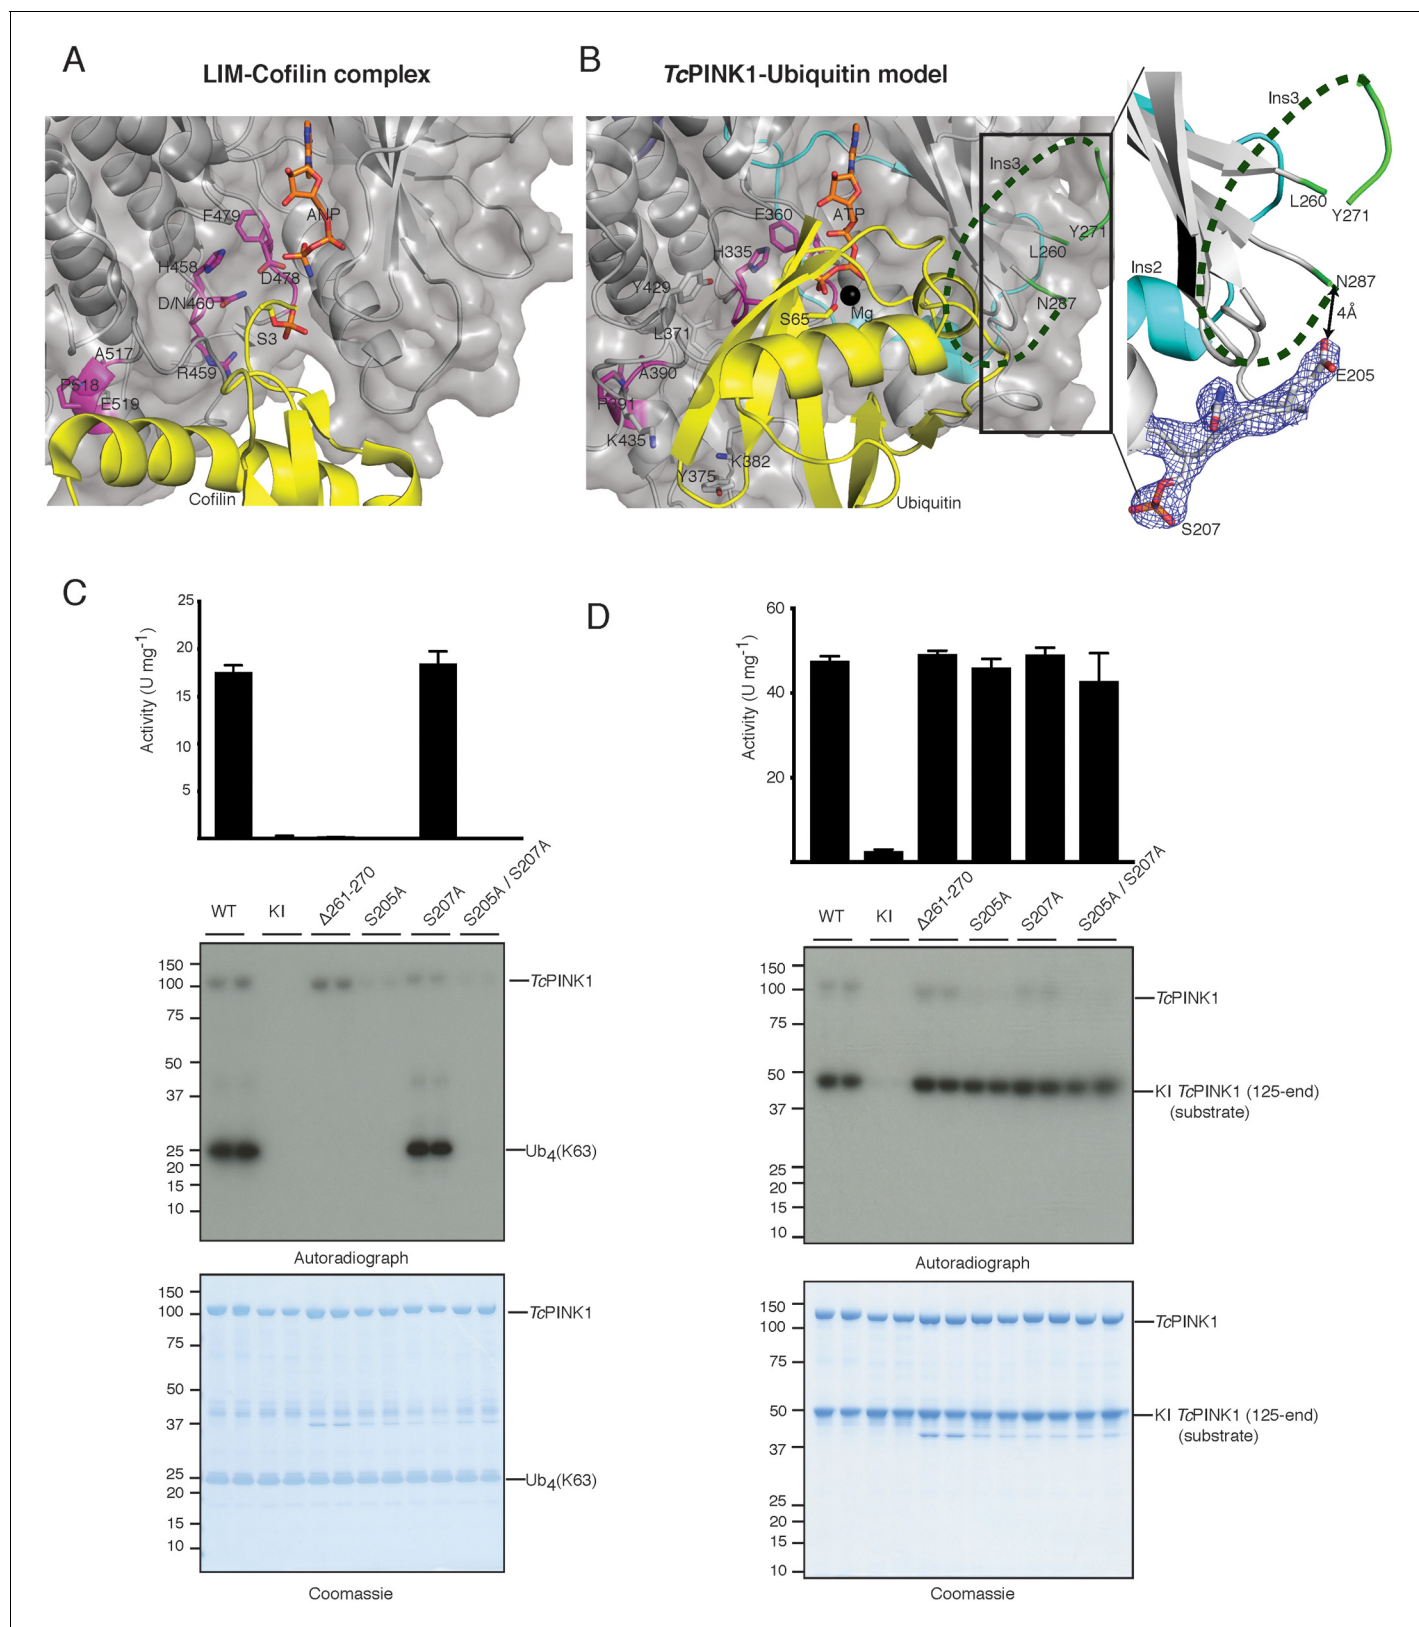 A
LIM-Cofilin complex
F479
ANP
H458
D478
D/N460
S3
A517
R459
P518
E519
Cofilin
B
TcPINK1-Ubiquitin model
Ins3
F360
ATP
H335
Y271
L260
Y429
N287
S65
Mg
L371
A390
P391
K435
K382
Y375
Ubiquitin
Ins3
L260
Y271
Ins2
N287
4Å
E205
S207
C
Activity (U mg-1)
25
20
15
10
5
WT
KI
Δ261-270
S205A
S207A
S205A / S207A
150
100
75
50
37
25
20
15
10
TcPINK1
Ub4(K63)
Autoradiograph
150
100
75
50
37
25
20
15
10
TcPINK1
Ub4(K63)
Coomassie
D
Activity (U mg-1)
60
40
20
WT
KI
Δ261-270
S205A
S207A
S205A / S207A
150
100
75
50
37
25
20
15
10
TcPINK1
KI TcPINK1 (125-end)
(substrate)
Autoradiograph
150
100
75
50
37
25
20
15
10
TcPINK1
KI TcPINK1 (125-end)
(substrate)
Coomassie